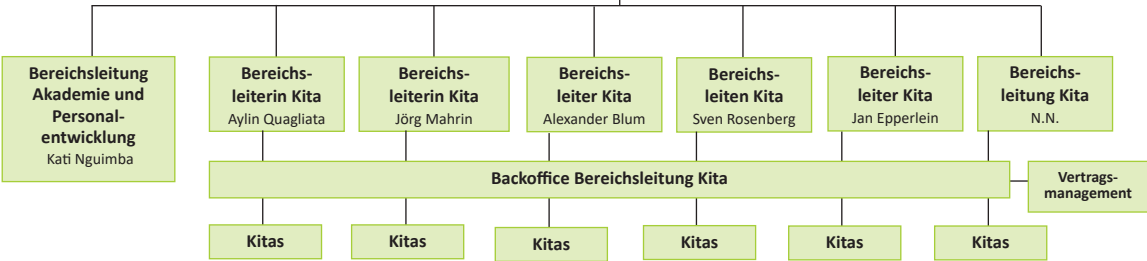 Bereichsleitung
Akademie und
Personal-
entwicklung
Kati Nguimba
Bereichs-
leiterin Kita
Aylin Quagliata
Bereichs-
leiterin Kita
Jörg Mahrin
Bereichs-
leiter Kita
Alexander Blum
Bereichs-
leiten Kita
Sven Rosenberg
Bereichs-
leiter Kita
Jan Epperlein
Bereichs-
leitung Kita
N.N.
Backoffice Bereichsleitung Kita
Vertrags-
management
Kitas
Kitas
Kitas
Kitas
Kitas
Kitas